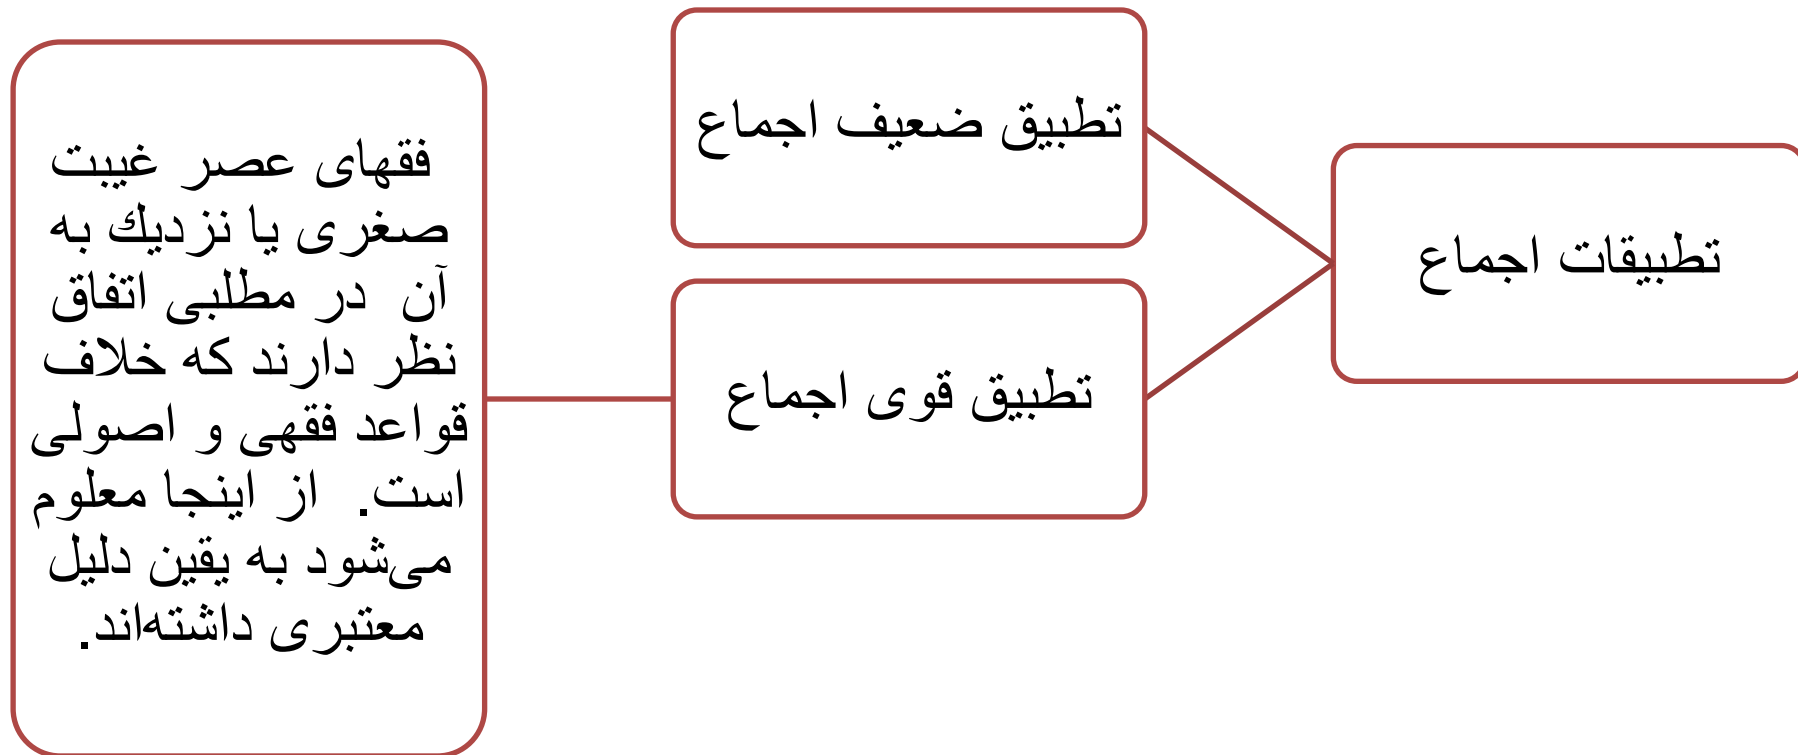 تطبیقات اجماع
تطبیق ضعیف اجماع
تطبیق قوی اجماع
فقهای عصر غیبت
صغری یا نزدیك به
آن  در مطلبی اتفاق
نظر دارند که خلاف
قواعد فقهی و اصولی
است.  از اینجا معلوم
می‌شود به یقین دلیل
معتبری داشته‌اند.